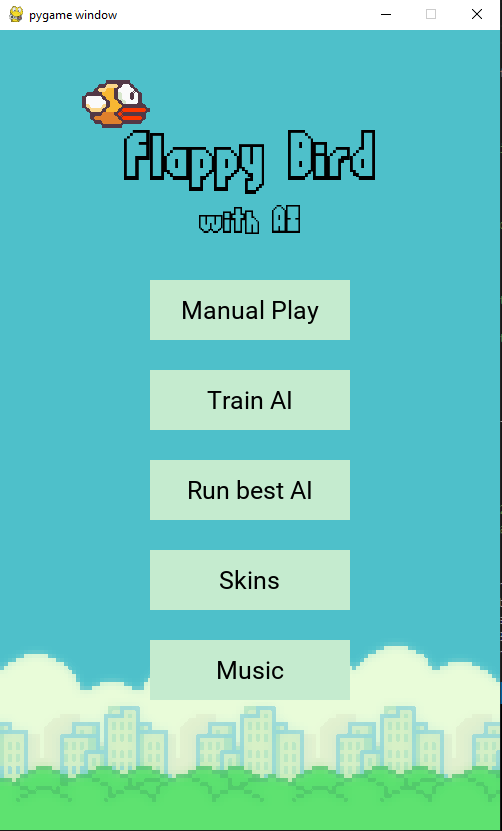 pygame window
Flappy Bird
with AI
Manual Play
Train AI
Run best AI
Skins
Music